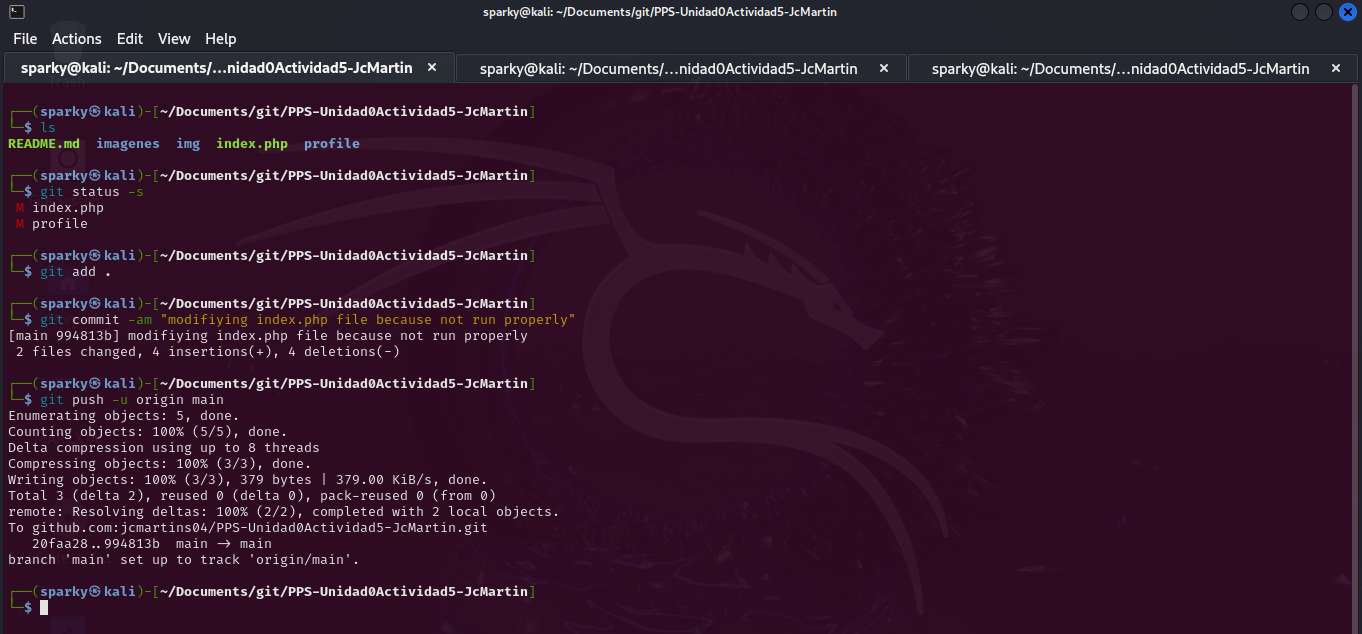 sparky@kali: ~/Documents/git/PPS-Unidad0Actividad5-JcMartin
File Actions Edit View Help
sparky@kali: ~/Documents/...nidad0Actividad5-JcMartin × sparky@kali: ~/Documents/...nidad0Actividad5-JcMartin × sparky@kali: ~/Documents/...nidad0Actividad5-JcMartin ×
┌──(sparky㉿kali)-[~/Documents/git/PPS-Unidad0Actividad5-JcMartin]
└─$ ls
README.md  imagenes  img  index.php  profile
┌──(sparky㉿kali)-[~/Documents/git/PPS-Unidad0Actividad5-JcMartin]
└─$ git status -s
 M index.php
 M profile
┌──(sparky㉿kali)-[~/Documents/git/PPS-Unidad0Actividad5-JcMartin]
└─$ git add .
┌──(sparky㉿kali)-[~/Documents/git/PPS-Unidad0Actividad5-JcMartin]
└─$ git commit -am "modifiying index.php file because not run properly"
[main 994813b] modifiying index.php file because not run properly
 2 files changed, 4 insertions(+), 4 deletions(-)
┌──(sparky㉿kali)-[~/Documents/git/PPS-Unidad0Actividad5-JcMartin]
└─$ git push -u origin main
Enumerating objects: 5, done.
Counting objects: 100% (5/5), done.
Delta compression using up to 8 threads
Compressing objects: 100% (3/3), done.
Writing objects: 100% (3/3), 379 bytes | 379.00 KiB/s, done.
Total 3 (delta 2), reused 0 (delta 0), pack-reused 0 (from 0)
remote: Resolving deltas: 100% (2/2), completed with 2 local objects.
To github.com:jcmartins04/PPS-Unidad0Actividad5-JcMartin.git
   20faa28..994813b  main -> main
branch 'main' set up to track 'origin/main'.
┌──(sparky㉿kali)-[~/Documents/git/PPS-Unidad0Actividad5-JcMartin]
└─$